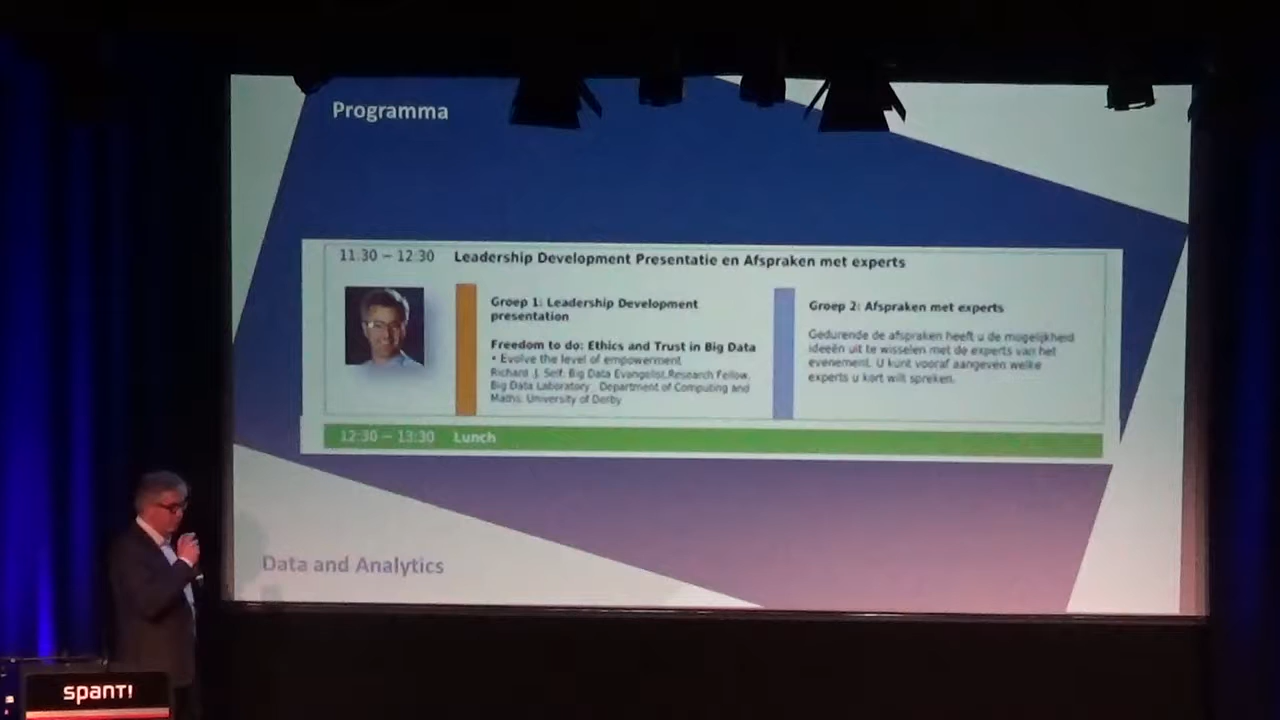 Programma
11.30 – 12:30 Leadership Development Presentatie en Afspraken met experts
Groep 1: Leadership Development
presentation
Freedom to do: Ethics and Trust in Big Data
• Evolve the level of empowerment
Richard J. Self: Big Data Evangelist,Research Fellow,
Big Data Laboratory Department of Computing and
Maths: University of Derby
Groep 2: Afspraken met experts
Gedurende de afspraken heeft u de mogelijkheid
ideeën uit te wisselen met de experts van het
evenement. U kunt vooraf aangeven welke
experts u kort wilt spreken.
12:30 – 13:30 Lunch
Data and Analytics
spant!